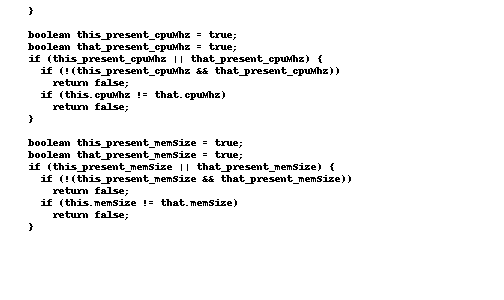 }
boolean this_present_cpuMhz = true;
boolean that_present_cpuMhz = true;
if (this_present_cpuMhz || that_present_cpuMhz) {
if (!(this_present_cpuMhz && that_present_cpuMhz))
return false;
if (this.cpuMhz != that.cpuMhz)
return false;
}
boolean this_present_memSize = true;
boolean that_present_memSize = true;
if (this_present_memSize || that_present_memSize) {
if (!(this_present_memSize && that_present_memSize))
return false;
if (this.memSize != that.memSize)
return false;
}